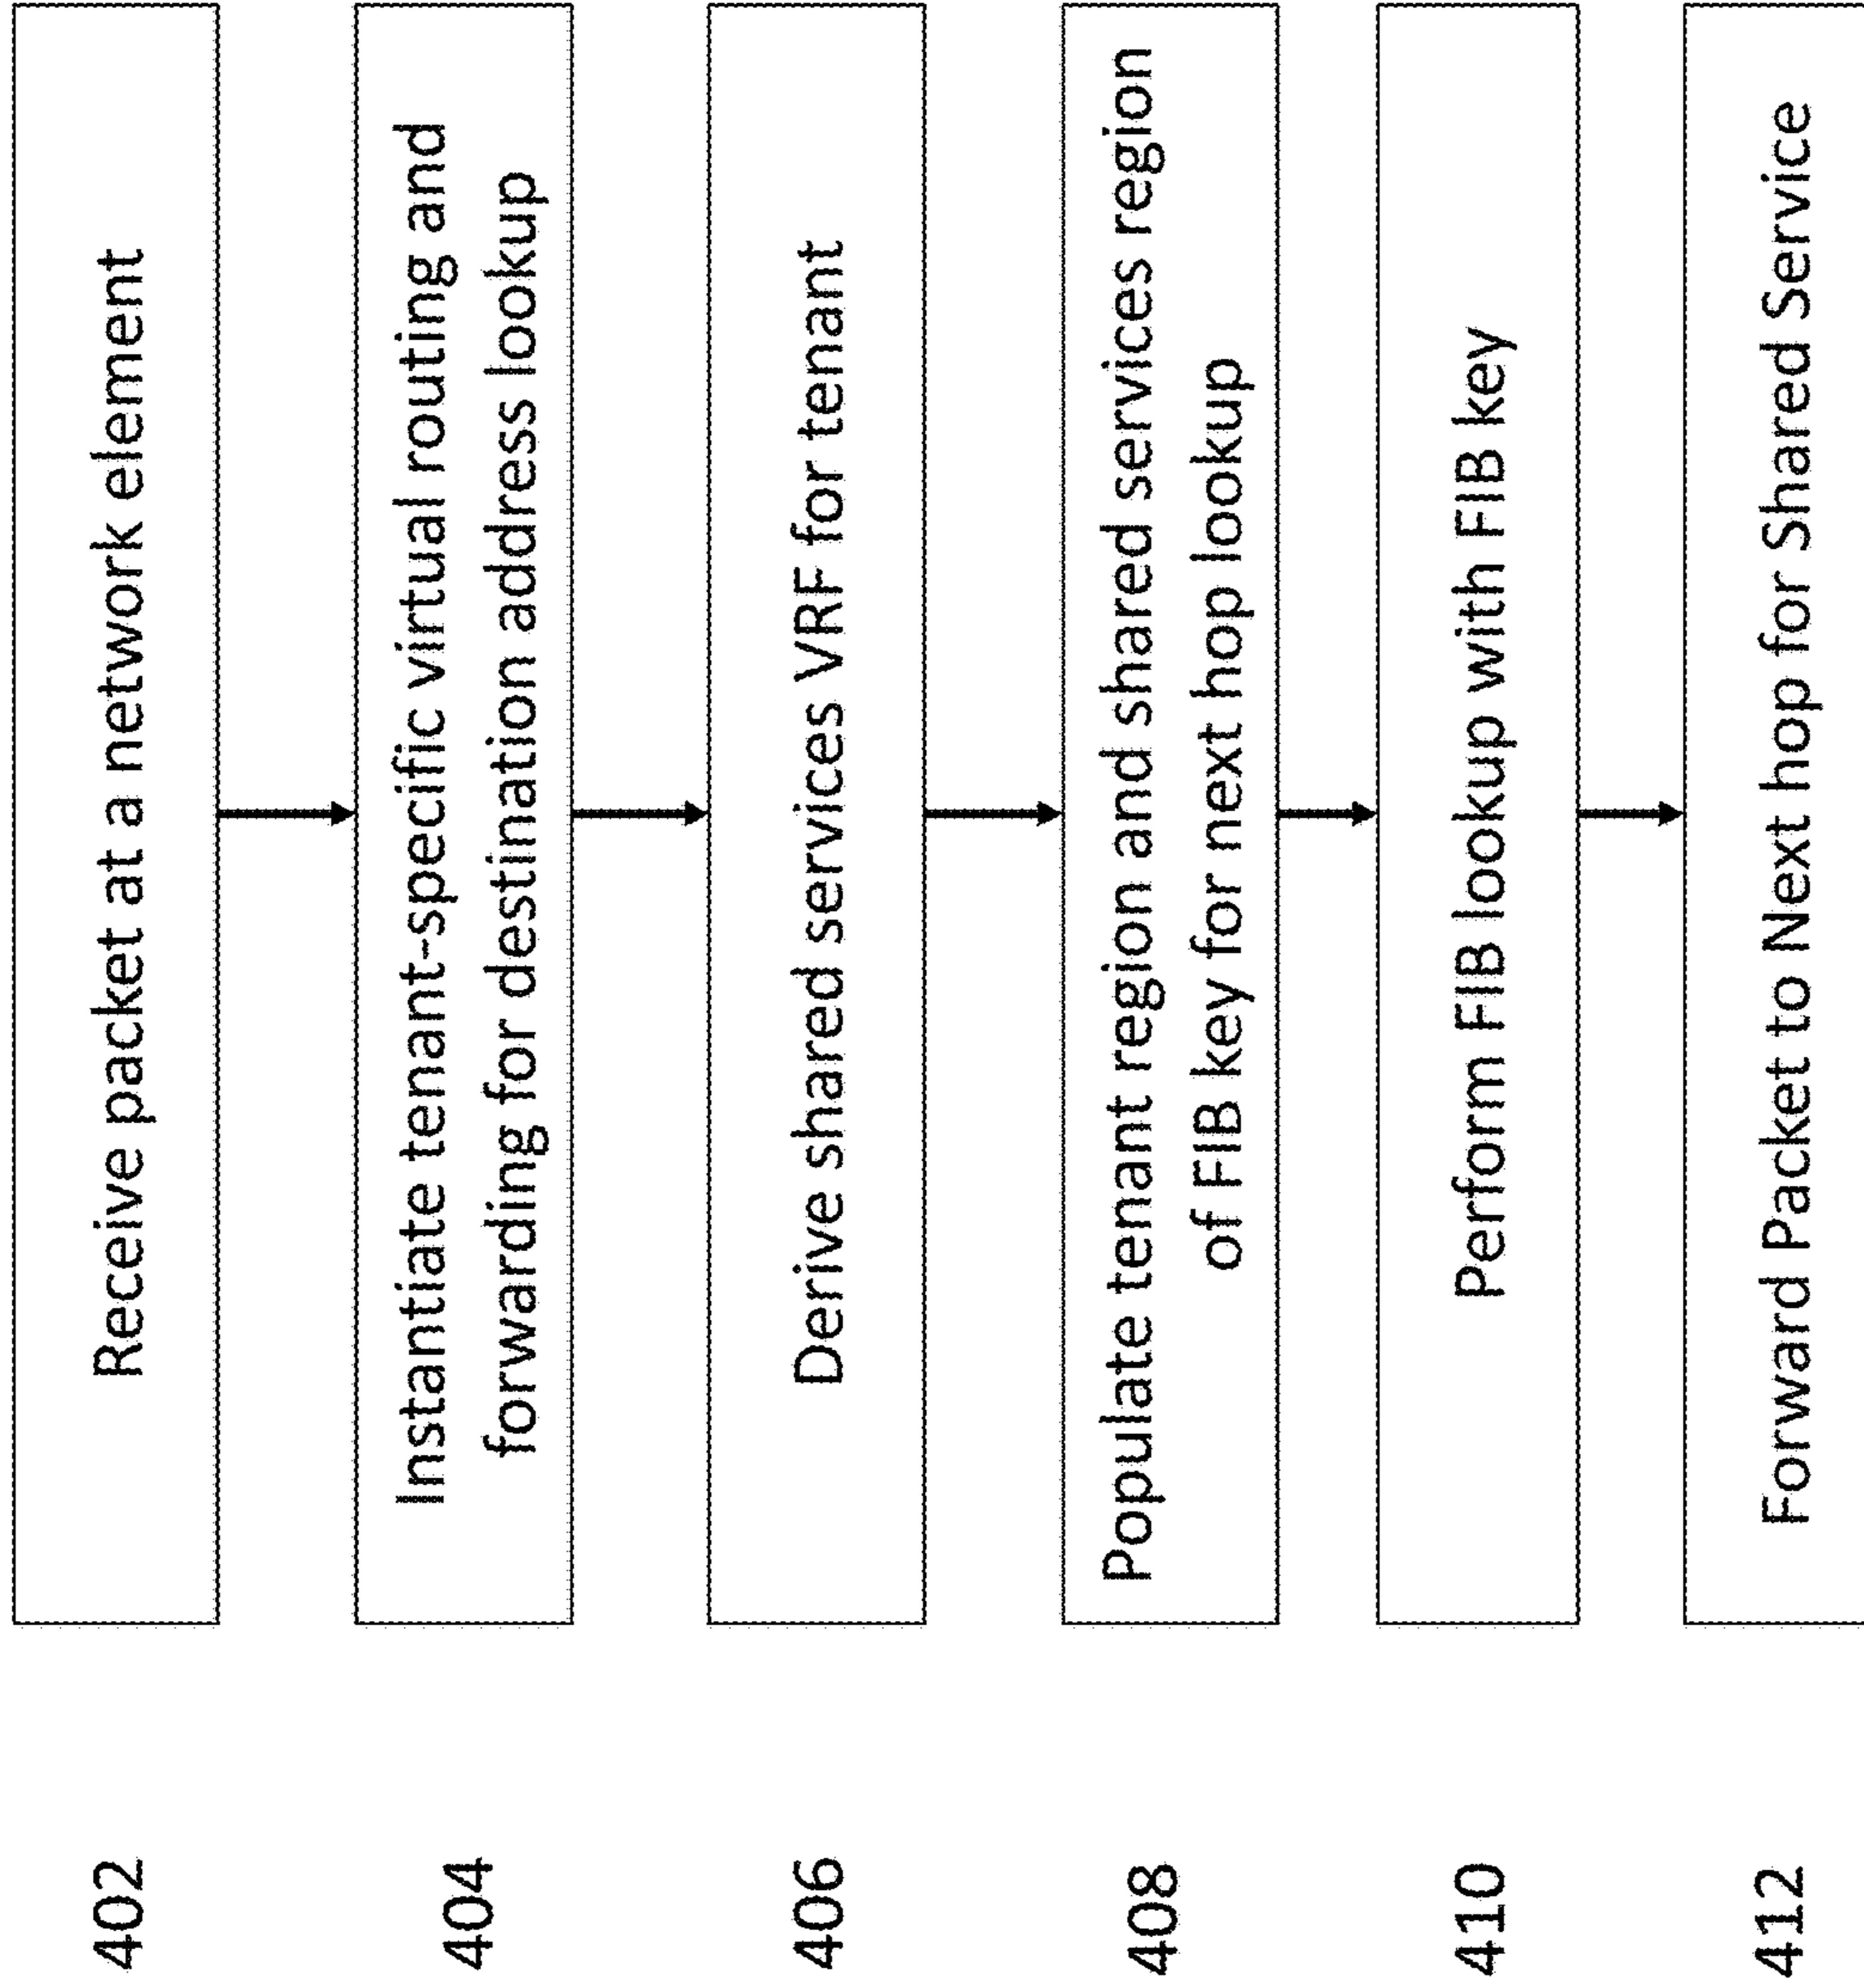 402
Receive packet at a network element
404
Instantiate tenant-specific virtual routing and
forwarding for destination address lookup
406
Derive shared services VRF for tenant
408
Populate tenant region and shared services region
of FIB key for next hop lookup
410
Perform FIB lookup with FIB key
412
Forward Packet to Next hop for Shared Service